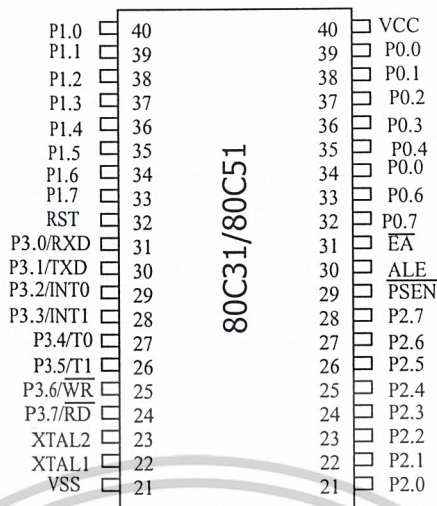 P1.0 40 40 VCC
P1.1 39 39 P0.0
P1.2 38 38 P0.1
P1.3 37 37 P0.2
P1.4 36 36 P0.3
P1.5 35 35 P0.4
P1.6 34 34 P0.0
P1.7 33 33 P0.6
RST 32 32 P0.7
P3.0/RXD 31 31 EA
P3.1/TXD 30 30 ALE
P3.2/INT0 29 29 PSEN
P3.3/INT1 28 28 P2.7
P3.4/T0 27 27 P2.6
P3.5/T1 26 26 P2.5
P3.6/WR 25 25 P2.4
P3.7/RD 24 24 P2.3
XTAL2 23 23 P2.2
XTAL1 22 22 P2.1
VSS 21 21 P2.0
80C31/80C51